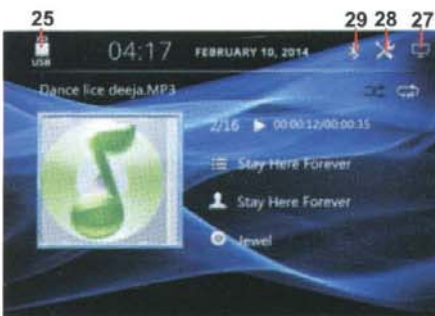 25 29 28 27
USB 04:17 FEBRUARY 10, 2014
Dance lice deeja.MP3
2/16 00:00:12/00:00:15
Stay Here Forever
Stay Here Forever
Jewel